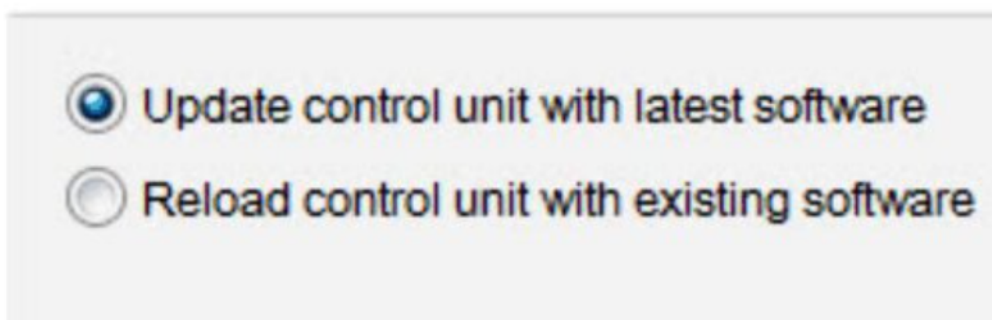 Update control unit with latest software
Reload control unit with existing software